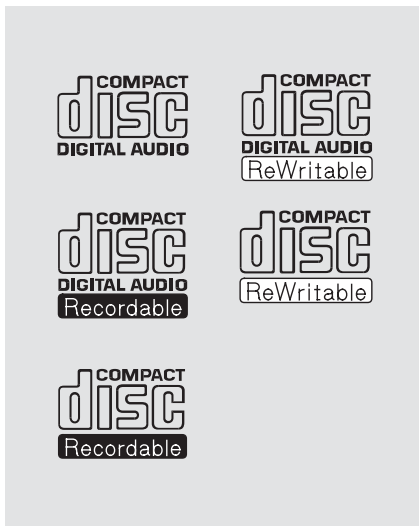 COMPACT
disc
DIGITAL AUDIO
COMPACT
disc
DIGITAL AUDIO
ReWritable
COMPACT
disc
DIGITAL AUDIO
Recordable
COMPACT
disc
ReWritable
COMPACT
disc
Recordable